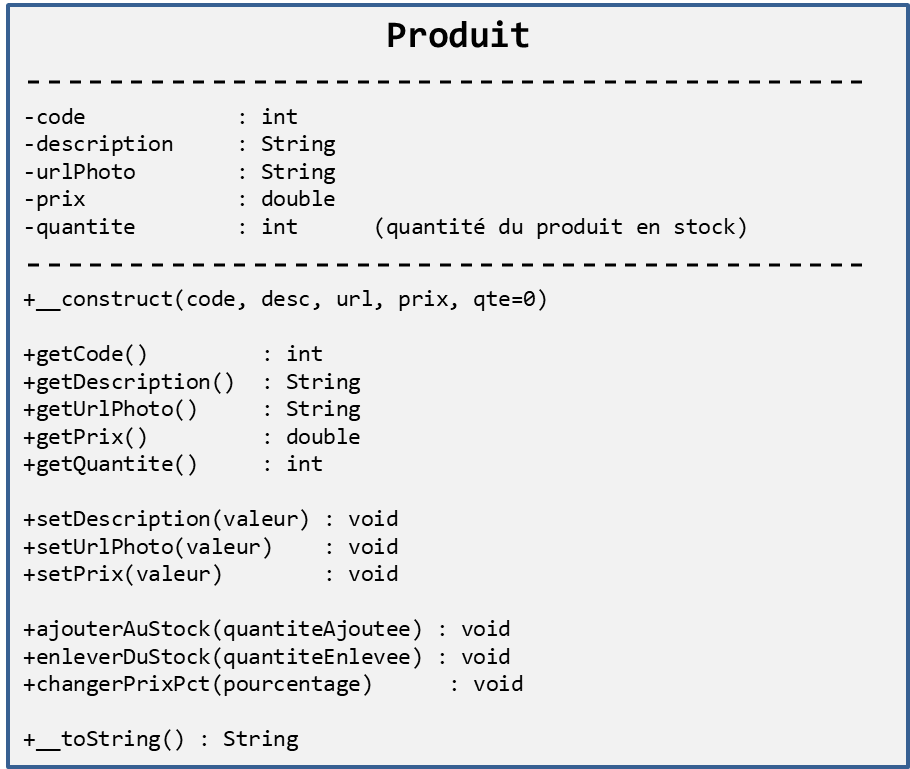 Produit
-----------------------------------------
-code : int
-description : String
-urlPhoto : String
-prix : double
-quantite : int (quantité du produit en stock)
-----------------------------------------
+__construct(code, desc, url, prix, qte=0)
+getCode() : int
+getDescription() : String
+getUrlPhoto() : String
+getPrix() : double
+getQuantite() : int
+setDescription(valeur) : void
+setUrlPhoto(valeur) : void
+setPrix(valeur) : void
+ajouterAuStock(quantiteAjoutee) : void
+enleverDuStock(quantiteEnlevee) : void
+changerPrixPct(pourcentage) : void
+__toString() : String